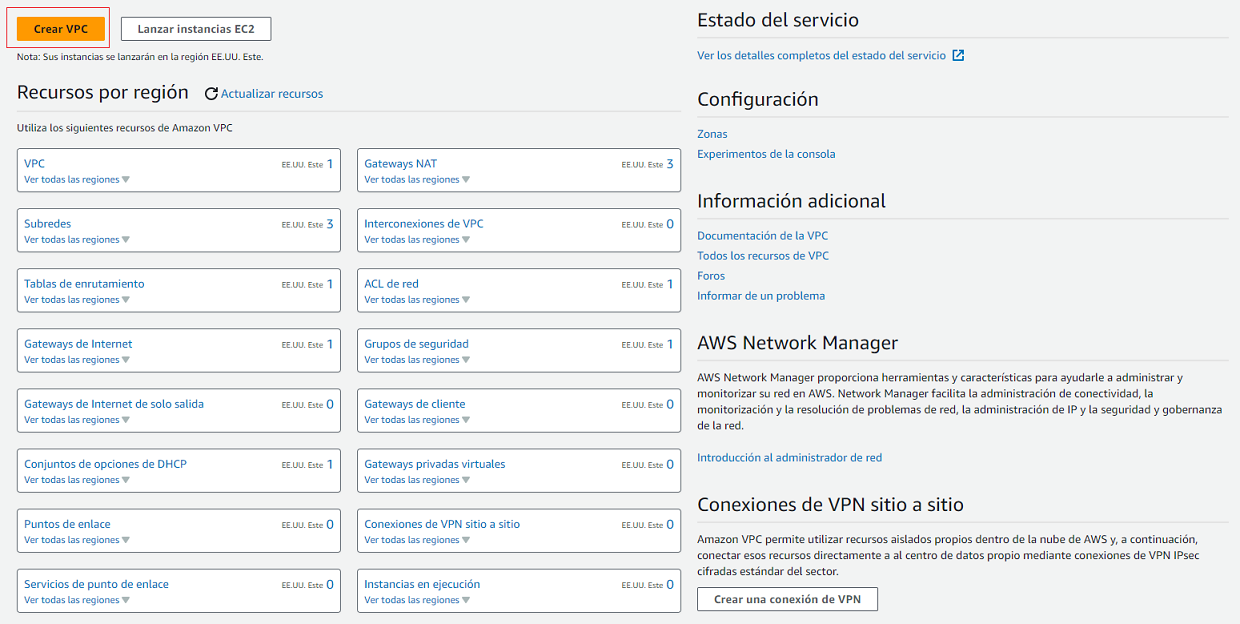 Crear VPC
Lanzar instancias EC2
Nota: Sus instancias se lanzarán en la región EE.UU. Este.
Recursos por región
Actualizar recursos
Utiliza los siguientes recursos de Amazon VPC
VPC EE.UU. Este 1
Ver todas las regiones
Gateways NAT EE.UU. Este 3
Ver todas las regiones
Subredes EE.UU. Este 3
Ver todas las regiones
Interconexiones de VPC EE.UU. Este 0
Ver todas las regiones
Tablas de enrutamiento EE.UU. Este 1
Ver todas las regiones
ACL de red EE.UU. Este 1
Ver todas las regiones
Gateways de Internet EE.UU. Este 1
Ver todas las regiones
Grupos de seguridad EE.UU. Este 1
Ver todas las regiones
Gateways de Internet de solo salida EE.UU. Este 0
Ver todas las regiones
Gateways de cliente EE.UU. Este 0
Ver todas las regiones
Conjuntos de opciones de DHCP EE.UU. Este 1
Ver todas las regiones
Gateways privadas virtuales EE.UU. Este 0
Ver todas las regiones
Puntos de enlace EE.UU. Este 0
Ver todas las regiones
Conexiones de VPN sitio a sitio EE.UU. Este 0
Ver todas las regiones
Servicios de punto de enlace EE.UU. Este 0
Ver todas las regiones
Instancias en ejecución EE.UU. Este 0
Ver todas las regiones
Estado del servicio
Ver los detalles completos del estado del servicio
Configuración
Zonas
Experimentos de la consola
Información adicional
Documentación de la VPC
Todos los recursos de VPC
Foros
Informar de un problema
AWS Network Manager
AWS Network Manager proporciona herramientas y características para ayudarle a administrar y
monitorizar su red en AWS. Network Manager facilita la administración de conectividad, la
monitorización y la resolución de problemas de red, la administración de IP y la seguridad y gobernanza
de la red.
Introducción al administrador de red
Conexiones de VPN sitio a sitio
Amazon VPC permite utilizar recursos aislados propios dentro de la nube de AWS y, a continuación,
conectar esos recursos directamente a al centro de datos propio mediante conexiones de VPN IPsec
cifradas estándar del sector.
Crear una conexión de VPN